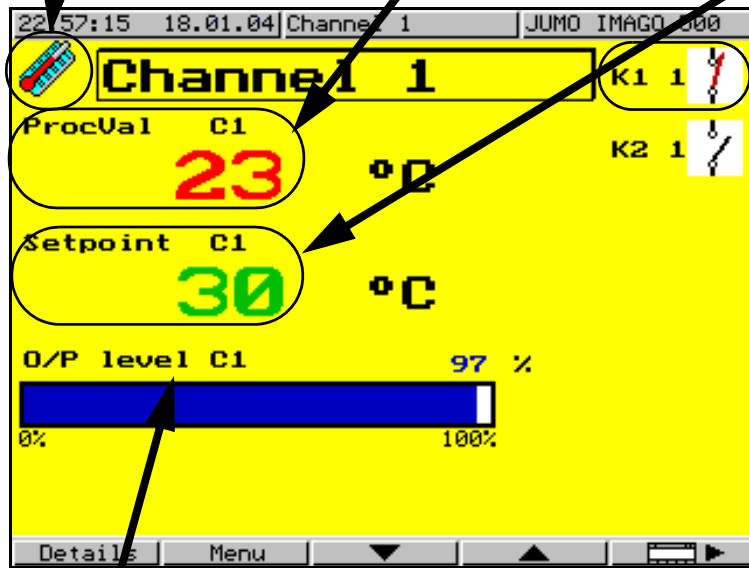 22:57:15 18.01.04 Channel 1 JUMO IMAGO 500
Channel 1 K1 1
ProcVal C1
23 °C
K2 1
Setpoint C1
30 °C
O/P level C1 97 %
0% 100%
Details Menu